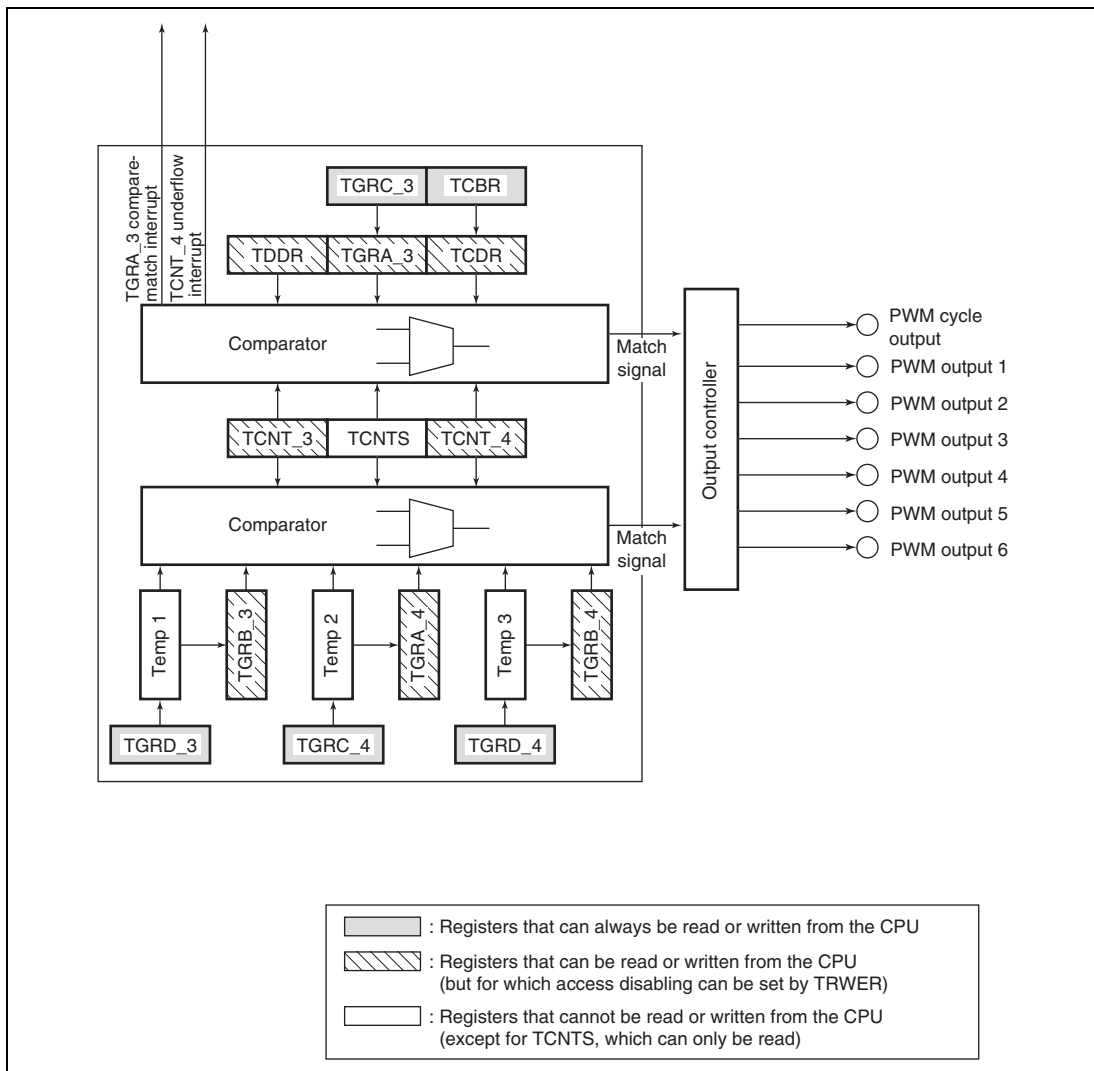 TGRA_3 compare-
match interrupt
TCNT_4 underflow
interrupt
TGRC_3
TCBR
TDDR
TGRA_3
TCDR
Comparator
Match
signal
TCNT_3
TCNTS
TCNT_4
Comparator
Match
signal
Output controller
PWM cycle
output
PWM output 1
PWM output 2
PWM output 3
PWM output 4
PWM output 5
PWM output 6
Temp 1
TGRB_3
Temp 2
TGRA_4
Temp 3
TGRB_4
TGRD_3
TGRC_4
TGRD_4
: Registers that can always be read or written from the CPU
: Registers that can be read or written from the CPU
(but for which access disabling can be set by TRWER)
: Registers that cannot be read or written from the CPU
(except for TCNTS, which can only be read)